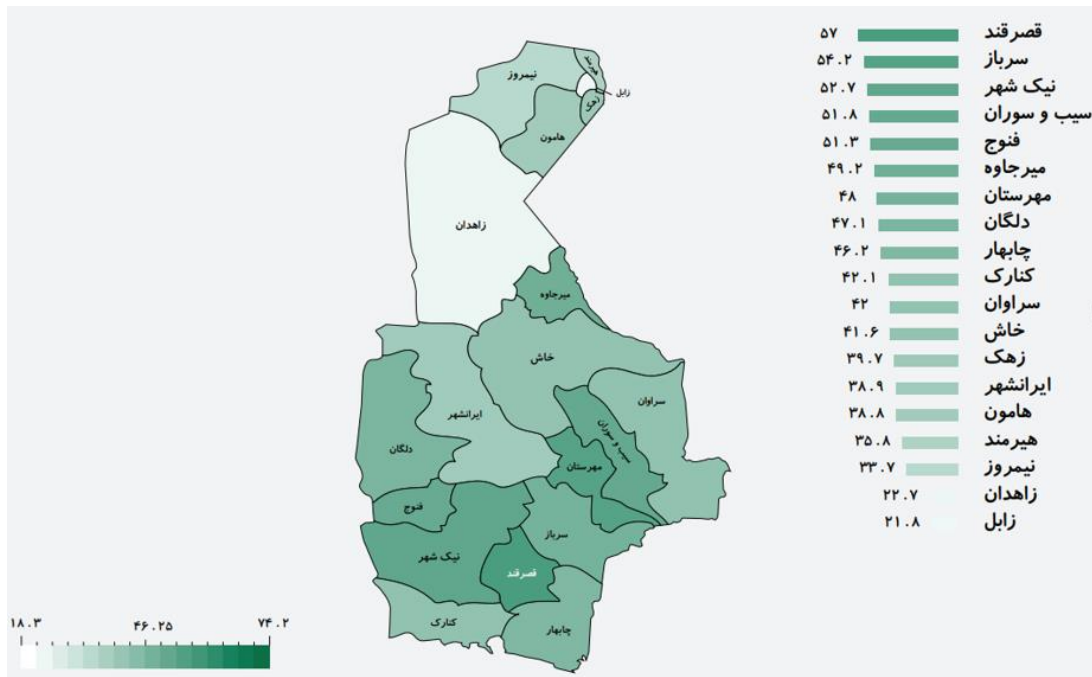 قصرقند ۵۷
سرباز ۵۴.۲
نیک شهر ۵۲.۷
سیب و سوران ۵۱.۸
فنوج ۵۱.۳
میرجاوه ۴۹.۲
مهرستان ۴۸
دلگان ۴۷.۱
چابهار ۴۶.۲
کنارک ۴۲.۱
سراوان ۴۲
خاش ۴۱.۶
زهک ۳۹.۷
ایرانشهر ۳۸.۹
هامون ۳۸.۸
هیرمند ۳۵.۸
نیمروز ۳۳.۷
زاهدان ۲۲.۷
زابل ۲۱.۸
هیرمند
نیمروز
زابل
زهک
هامون
زاهدان
میرجاوه
خاش
سراوان
ایرانشهر
سیب و سوران
دلگان
مهرستان
فنوج
سرباز
نیک شهر
قصرقند
کنارک
چابهار
۱۸.۳ ۴۶.۲۵ ۷۴.۲